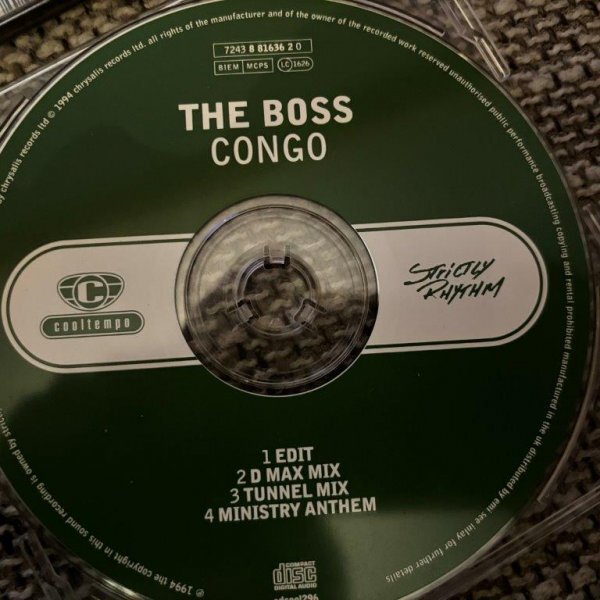 7243 8 81636 2 0
BIEM MCPS LC 1626
THE BOSS
CONGO
C
cooltempo
Strictly
Rhythm
1 EDIT
2 D MAX MIX
3 TUNNEL MIX
4 MINISTRY ANTHEM
COMPACT
disc
DIGITAL AUDIO
cdcool296
℗ 1994 the copyright in this sound recording is owned by strictly
by chrysalis records ltd © 1994 chrysalis records ltd. all rights of the manufacturer and of the owner of the recorded work reserved unauthorised public performance broadcasting copying and rental prohibited manufactured in the uk distributed by emi see inlay for further details